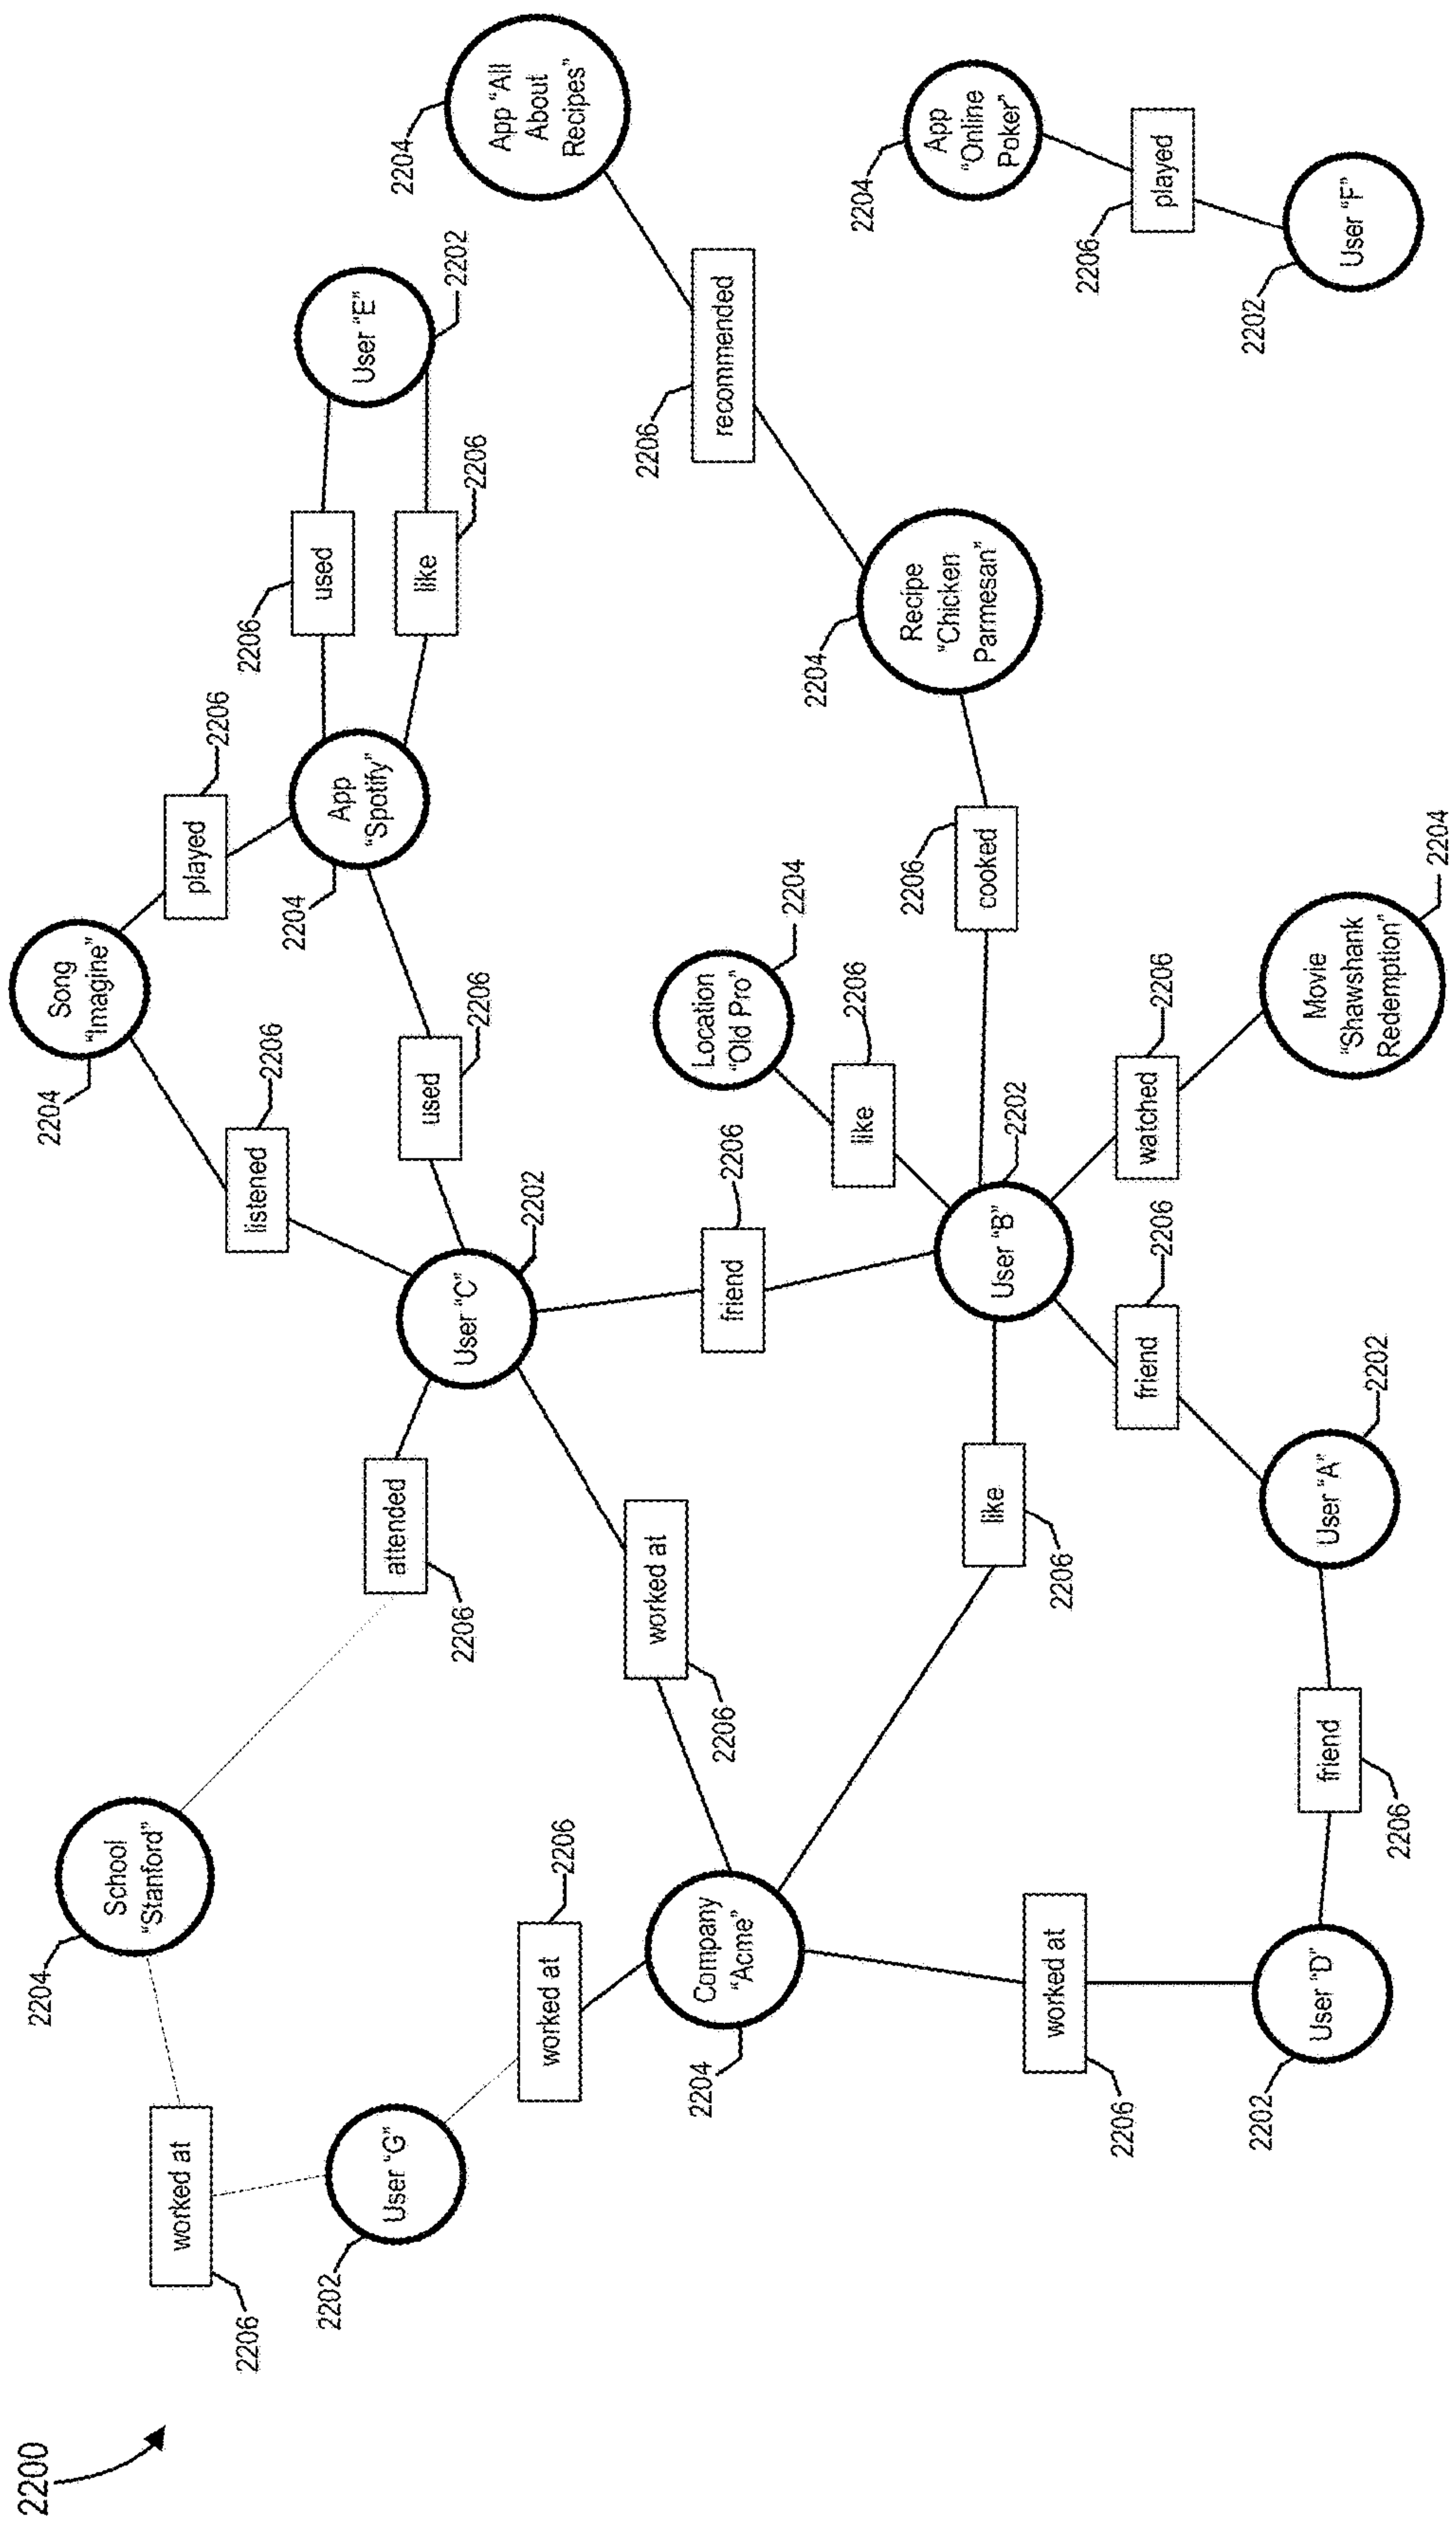 2200
2206
worked at
2204
School
"Stanford"
2204
Song
"Imagine"
2206
played
2206
listened
2206
2202
User "G"
attended
2206
User "C"
2202
used
2206
App
"Spotify"
2204
used
2206
like
2206
User "E"
2202
worked at
2206
worked at
2206
Company
"Acme"
2204
friend
2206
Location
"Old Pro"
2204
like
2206
recommended
2206
App "All
About
Recipes"
2204
like
2206
User "B"
2202
cooked
2206
Recipe
"Chicken
Parmesan"
2204
worked at
2206
friend
2206
watched
2206
played
2206
App
"Online
Poker"
2204
User "D"
2202
friend
2206
User "A"
2202
Movie
"Shawshank
Redemption"
2204
User "F"
2202